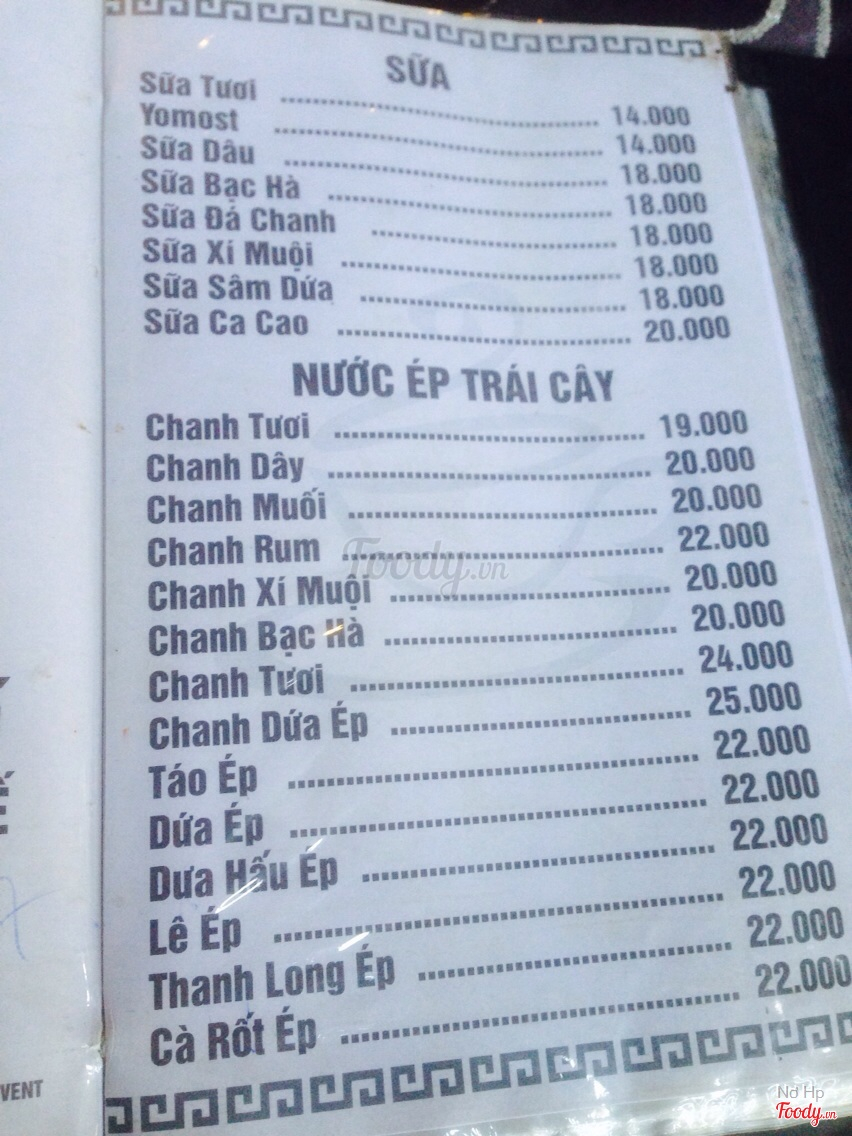 SỮA
Sữa Tươi 14.000
Yomost 14.000
Sữa Dâu 18.000
Sữa Bạc Hà 18.000
Sữa Đá Chanh 18.000
Sữa Xí Muội 18.000
Sữa Sâm Dứa 18.000
Sữa Ca Cao 20.000
NƯỚC ÉP TRÁI CÂY
Chanh Tươi 19.000
Chanh Dây 20.000
Chanh Muối 20.000
Chanh Rum 22.000
Chanh Xí Muội 20.000
Chanh Bạc Hà 20.000
Chanh Tươi 24.000
Chanh Dứa Ép 25.000
Táo Ép 22.000
Dứa Ép 22.000
Dưa Hấu Ép 22.000
Lê Ép 22.000
Thanh Long Ép 22.000
Cà Rốt Ép 22.000
Foody.vn
VENT
Nơ Hp
Foody.vn